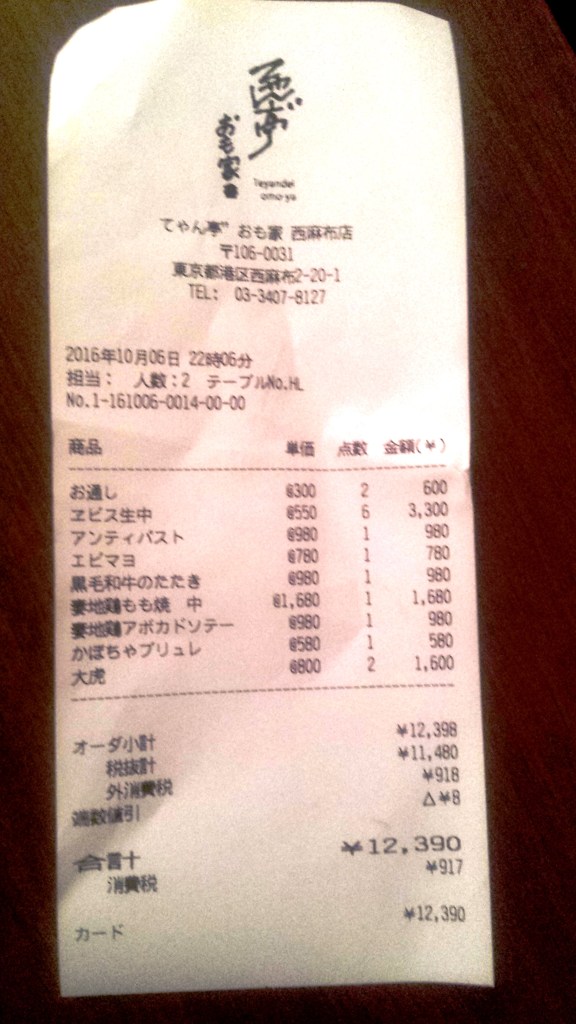 てやん亭゛
おも家
Teyandei
omo-ya
てやん亭" おも家 西麻布店
〒106-0031
東京都港区西麻布2-20-1
TEL: 03-3407-8127
2016年10月06日 22時06分
担当: 人数:2 テーブルNo.HL
No.1-161006-0014-00-00
商品 単価 点数 金額(¥)
お通し @300 2 600
ヱビス生中 @550 6 3,300
アンティパスト @980 1 980
エビマヨ @780 1 780
黒毛和牛のたたき @980 1 980
妻地鶏もも焼 中 @1,680 1 1,680
妻地鶏アボカドソテー @980 1 980
かぼちゃブリュレ @580 1 580
大虎 @800 2 1,600
オーダ小計 ¥12,398
税抜計 ¥11,480
外消費税 ¥918
端数値引 △¥8
合計 ¥12,390
消費税 ¥917
カード ¥12,390